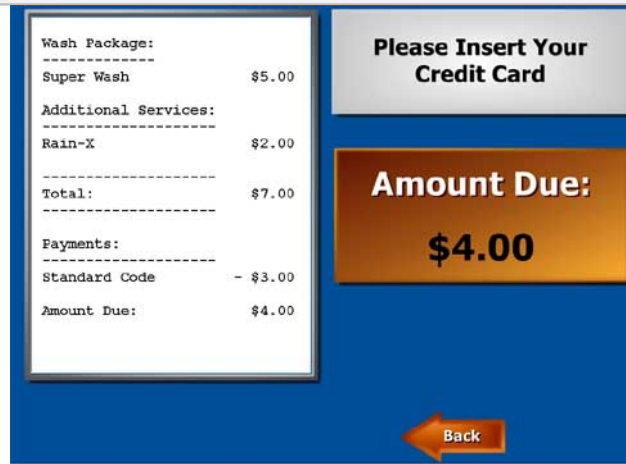 Wash Package:
-------------
Super Wash $5.00
Additional Services:
--------------------
Rain-X $2.00
--------------------
Total: $7.00
--------------------
Payments:
--------------------
Standard Code - $3.00
Amount Due: $4.00
Please Insert Your
Credit Card
Amount Due:
$4.00
Back